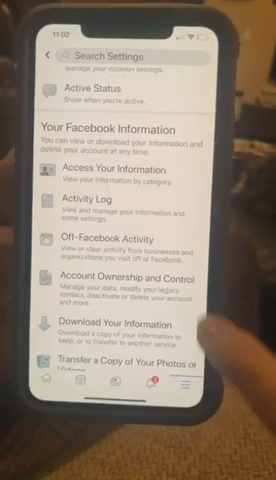 11:02
Search Settings
Manage your location settings.
Active Status
Show when you're active.
Your Facebook Information
You can view or download your information and
delete your account at any time.
Access Your Information
View your information by category.
Activity Log
View and manage your information and
some settings.
Off-Facebook Activity
View or clear activity from businesses and
organizations you visit off of Facebook.
Account Ownership and Control
Manage your data, modify your legacy
contact, deactivate or delete your account
and more.
Download Your Information
Download a copy of your information to
keep, or to transfer to another service.
Transfer a Copy of Your Photos or
Videos